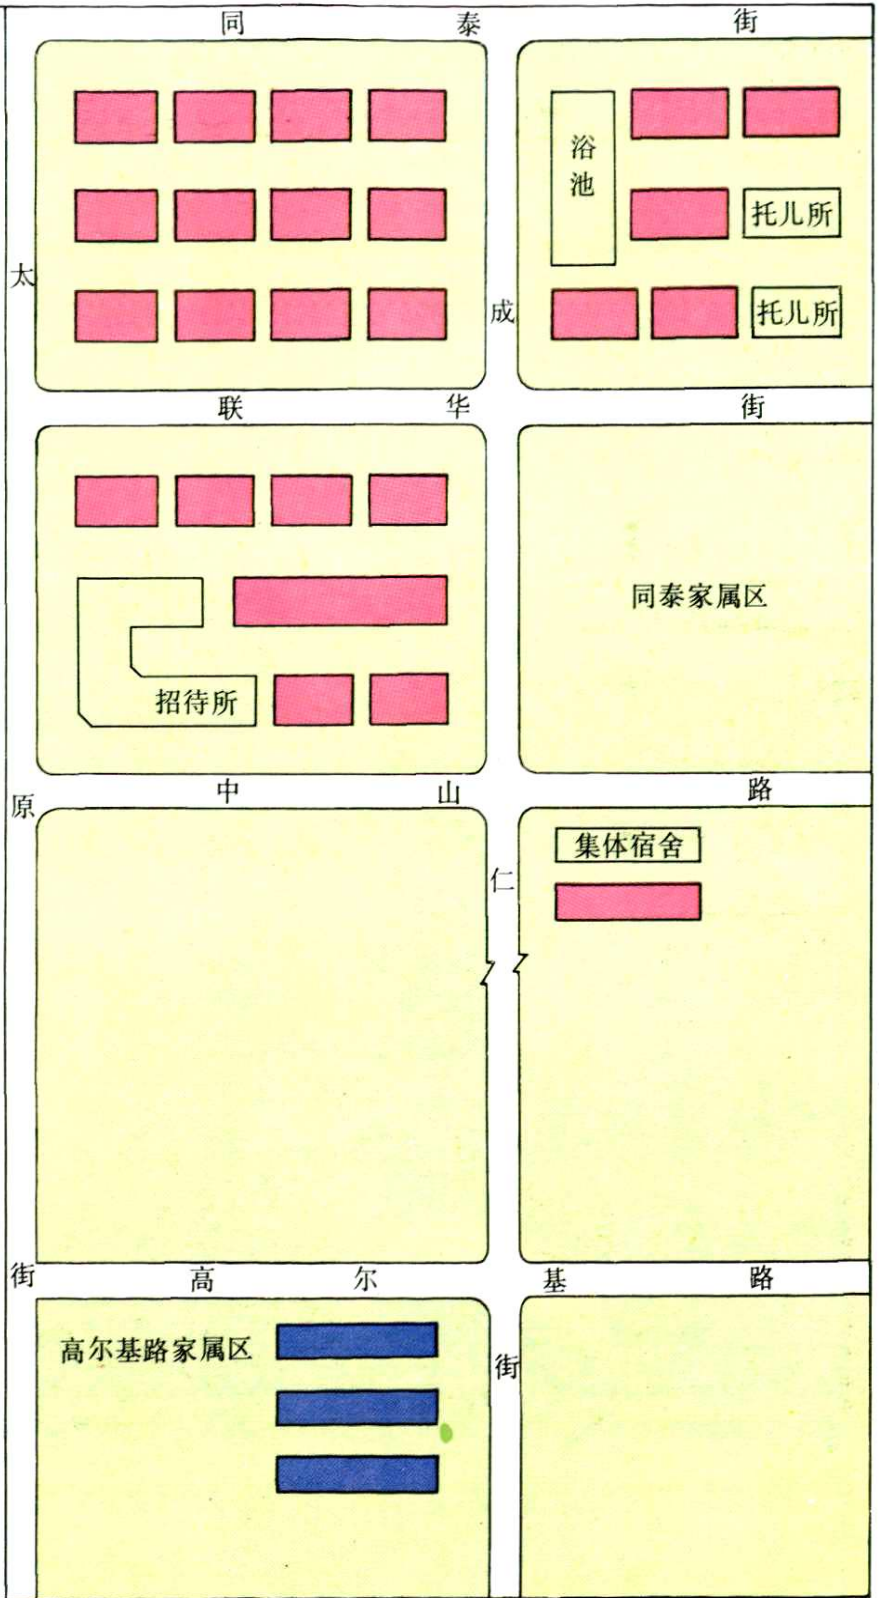 同泰街
浴池
托儿所
托儿所
太原街
成仁街
联华街
同泰家属区
招待所
中山路
集体宿舍
高尔基路
高尔基路家属区